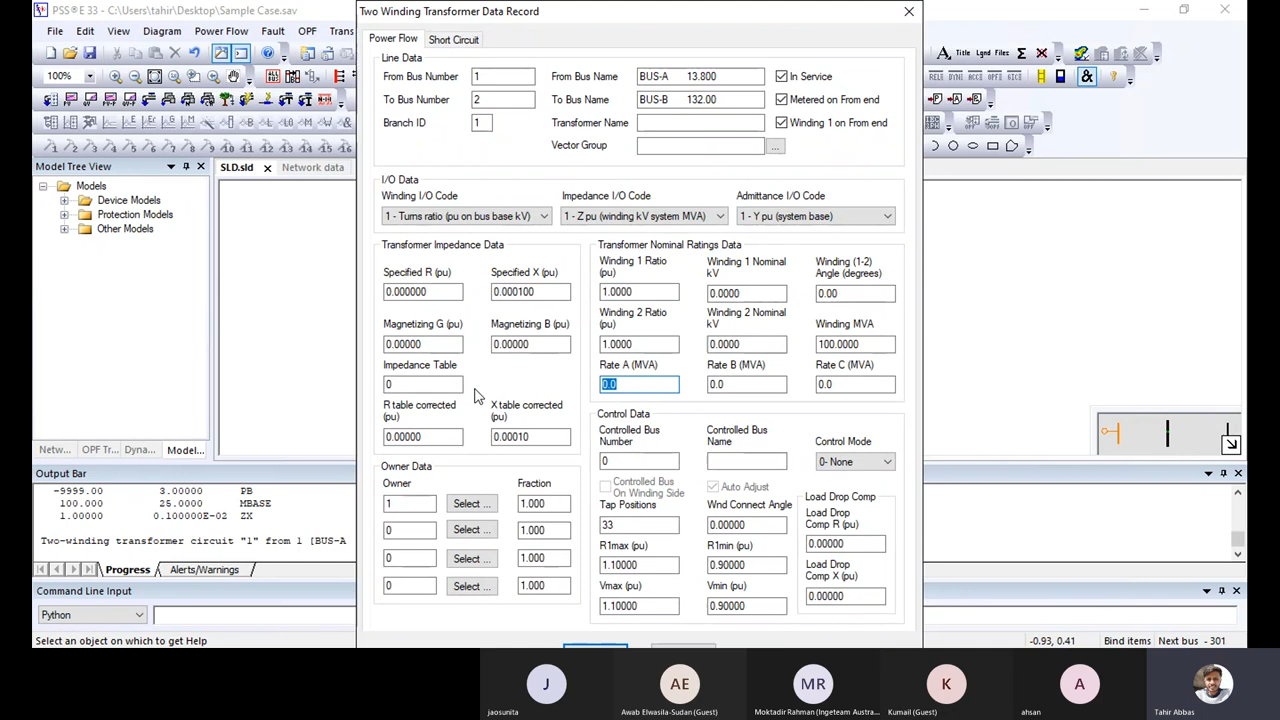 PSS®E 33 - C:\Users\tahir\Desktop\Sample Case.sav
Two Winding Transformer Data Record
File Edit View Diagram Power Flow Fault OPF Trans
Title Lgnd Files
100%
Power Flow Short Circuit
Line Data
From Bus Number 1 From Bus Name BUS-A 13.800 In Service
To Bus Number 2 To Bus Name BUS-B 132.00 Metered on From end
Branch ID 1 Transformer Name Winding 1 on From end
Vector Group ...
Model Tree View
SLD.sld Network data
Models
Device Models
Protection Models
Other Models
I/O Data
Winding I/O Code Impedance I/O Code Admittance I/O Code
1 - Turns ratio (pu on bus base kV) 1 - Z pu (winding kV system MVA) 1 - Y pu (system base)
Transformer Impedance Data
Specified R (pu) Specified X (pu)
0.000000 0.000100
Magnetizing G (pu) Magnetizing B (pu)
0.00000 0.00000
Impedance Table
0
R table corrected (pu) X table corrected (pu)
0.00000 0.00010
Transformer Nominal Ratings Data
Winding 1 Ratio (pu) Winding 1 Nominal kV Winding (1-2) Angle (degrees)
1.0000 0.0000 0.00
Winding 2 Ratio (pu) Winding 2 Nominal kV Winding MVA
1.0000 0.0000 100.0000
Rate A (MVA) Rate B (MVA) Rate C (MVA)
0.0 0.0 0.0
Owner Data
Owner Fraction
1 Select ... 1.000
0 Select ... 1.000
0 Select ... 1.000
0 Select ... 1.000
Control Data
Controlled Bus Number Controlled Bus Name Control Mode
0 0- None
Controlled Bus On Winding Side Auto Adjust
Tap Positions Wnd Connect Angle
33 0.00000
R1max (pu) R1min (pu)
1.10000 0.90000
Vmax (pu) Vmin (pu)
1.10000 0.90000
Load Drop Comp
Load Drop Comp R (pu)
0.00000
Load Drop Comp X (pu)
0.00000
Netw... OPF Tr... Dyna... Model...
Output Bar
-9999.00 3.00000 PB
100.000 25.0000 MBASE
1.00000 0.100000E-02 ZX
Two-winding transformer circuit "1" from 1 [BUS-A
Progress Alerts/Warnings
Command Line Input
Python
Select an object on which to get Help
-0.93, 0.41 Bind items Next bus - 301
J AE MR K A
jaosunita Awab Elwasila-Sudan (Guest) Moktadir Rahman (Ingeteam Austra... Kumail (Guest) ahsan Tahir Abbas